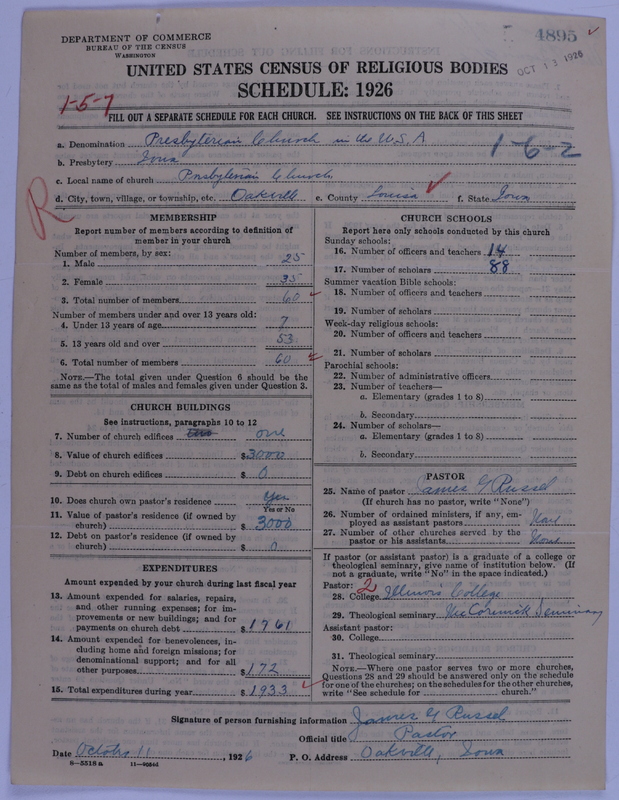 DEPARTMENT OF COMMERCE
BUREAU OF THE CENSUS
WASHINGTON
4895
OCT 13 1926
UNITED STATES CENSUS OF RELIGIOUS BODIES
SCHEDULE: 1926
1-5-7
FILL OUT A SEPARATE SCHEDULE FOR EACH CHURCH. SEE INSTRUCTIONS ON THE BACK OF THIS SHEET
a. Denomination Presbyterian Church in the U.S.A.
1-6-2
b. Presbytery Iowa
c. Local name of church Presbyterian Church
d. City, town, village, or township, etc. Oakville e. County Louisa f. State Iowa
R
MEMBERSHIP
Report number of members according to definition of
member in your church
Number of members, by sex:
1. Male 25
2. Female 35
3. Total number of members 60
Number of members under and over 13 years old:
4. Under 13 years of age 7
5. 13 years old and over 53
6. Total number of members 60
NOTE.—The total given under Question 6 should be the
same as the total of males and females given under Question 3.
CHURCH BUILDINGS
See instructions, paragraphs 10 to 12
7. Number of church edifices one
8. Value of church edifices $3000
9. Debt on church edifices $ 0
10. Does church own pastor's residence Yes
Yes or No
11. Value of pastor's residence (if owned by
church) $ 3000
12. Debt on pastor's residence (if owned by
church) $ 0
EXPENDITURES
Amount expended by your church during last fiscal year
13. Amount expended for salaries, repairs,
and other running expenses; for im-
provements or new buildings; and for
payments on church debt $1761
14. Amount expended for benevolences, in-
cluding home and foreign missions; for
denominational support; and for all
other purposes $172
15. Total expenditures during year $1933
CHURCH SCHOOLS
Report here only schools conducted by this church
Sunday schools:
16. Number of officers and teachers 14
17. Number of scholars 88
Summer vacation Bible schools:
18. Number of officers and teachers
19. Number of scholars
Week-day religious schools:
20. Number of officers and teachers
21. Number of scholars
Parochial schools:
22. Number of administrative officers
23. Number of teachers—
a. Elementary (grades 1 to 8)
b. Secondary
24. Number of scholars—
a. Elementary (grades 1 to 8)
b. Secondary
PASTOR
25. Name of pastor James G Russel
(If church has no pastor, write "None")
26. Number of ordained ministers, if any, em-
ployed as assistant pastors
27. Number of other churches served by the
pastor or his assistants
If pastor (or assistant pastor) is a graduate of a college or
theological seminary, give name of institution below. (If
not a graduate, write "No" in the space indicated.)
Pastor: 2
28. College Illinois College
29. Theological seminary McCormick Seminary
Assistant pastor:
30. College
31. Theological seminary
NOTE.—Where one pastor serves two or more churches,
Questions 28 and 29 should be answered only on the schedule
for one of the churches; on the schedules for the other churches,
write "See schedule for church."
Signature of person furnishing information James G Russel
Official title Pastor
Date 11, 1926 P. O. Address Oakville, Iowa
8—5518 a